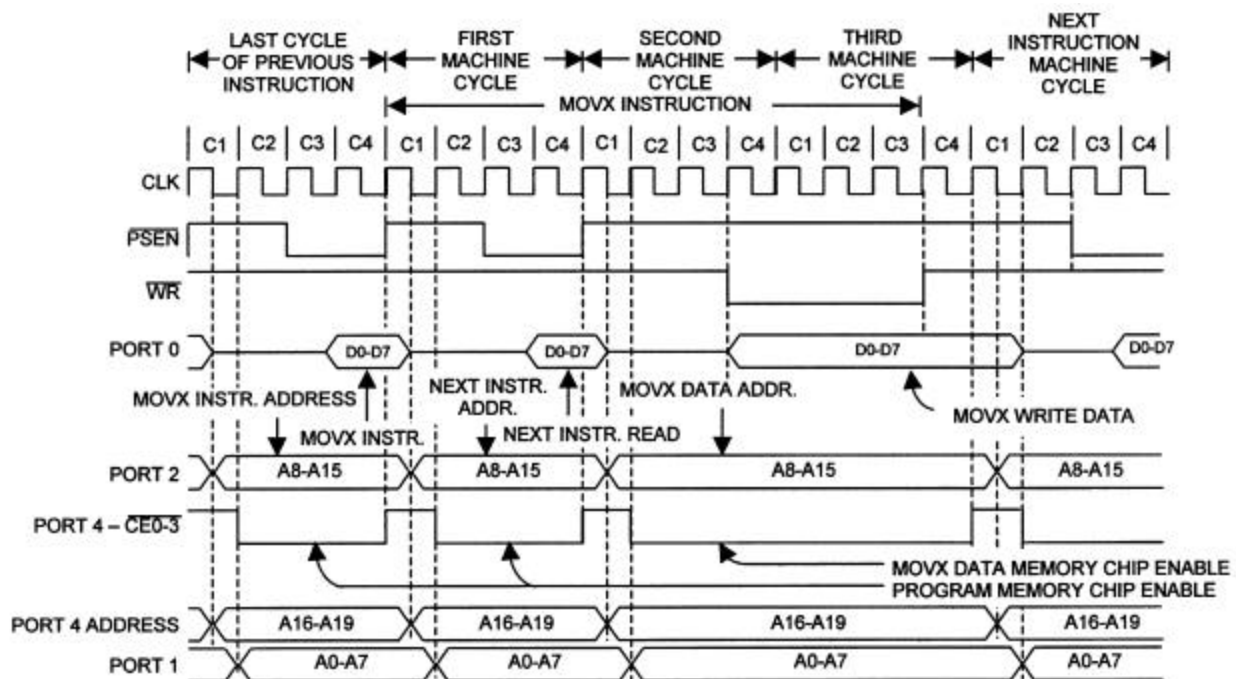 LAST CYCLE
OF PREVIOUS
INSTRUCTION
FIRST
MACHINE
CYCLE
SECOND
MACHINE
CYCLE
THIRD
MACHINE
CYCLE
NEXT
INSTRUCTION
MACHINE
CYCLE
MOVX INSTRUCTION
C1 C2 C3 C4 C1 C2 C3 C4 C1 C2 C3 C4 C1 C2 C3 C4 C1 C2 C3 C4
CLK
PSEN
WR
PORT 0 D0-D7 D0-D7 D0-D7 D0-D7
MOVX INSTR. ADDRESS
MOVX INSTR.
NEXT INSTR.
ADDR.
NEXT INSTR. READ
MOVX DATA ADDR.
MOVX WRITE DATA
PORT 2 A8-A15 A8-A15 A8-A15 A8-A15
PORT 4 – CE0-3
MOVX DATA MEMORY CHIP ENABLE
PROGRAM MEMORY CHIP ENABLE
PORT 4 ADDRESS A16-A19 A16-A19 A16-A19 A16-A19
PORT 1 A0-A7 A0-A7 A0-A7 A0-A7